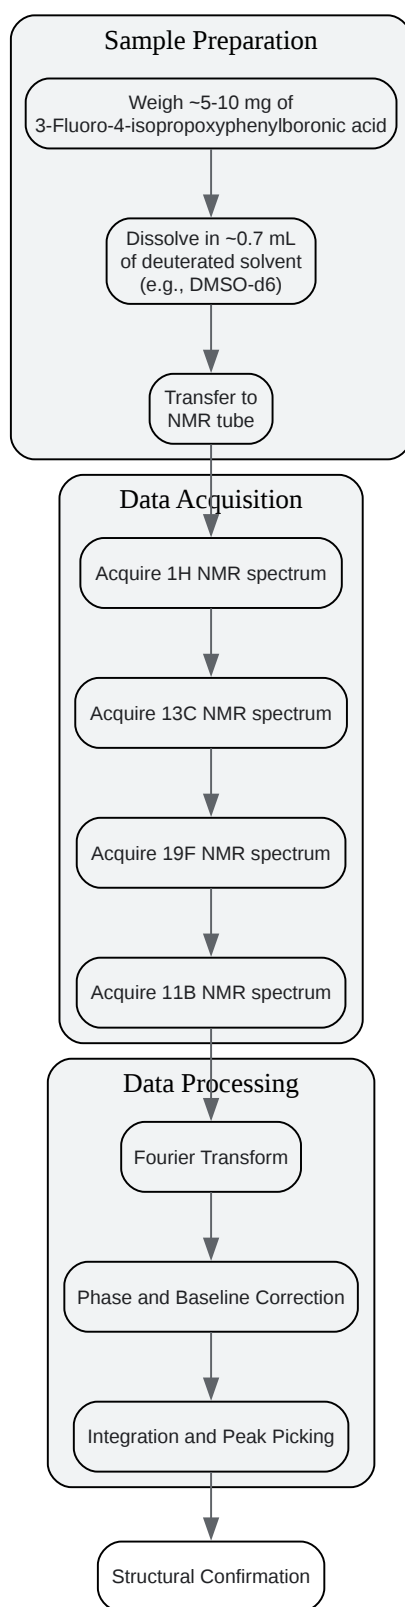 Sample Preparation
Weigh ~5-10 mg of
3-Fluoro-4-isopropoxyphenylboronic acid
Dissolve in ~0.7 mL
of deuterated solvent
(e.g., DMSO-d6)
Transfer to
NMR tube
Data Acquisition
Acquire 1H NMR spectrum
Acquire 13C NMR spectrum
Acquire 19F NMR spectrum
Acquire 11B NMR spectrum
Data Processing
Fourier Transform
Phase and Baseline Correction
Integration and Peak Picking
Structural Confirmation